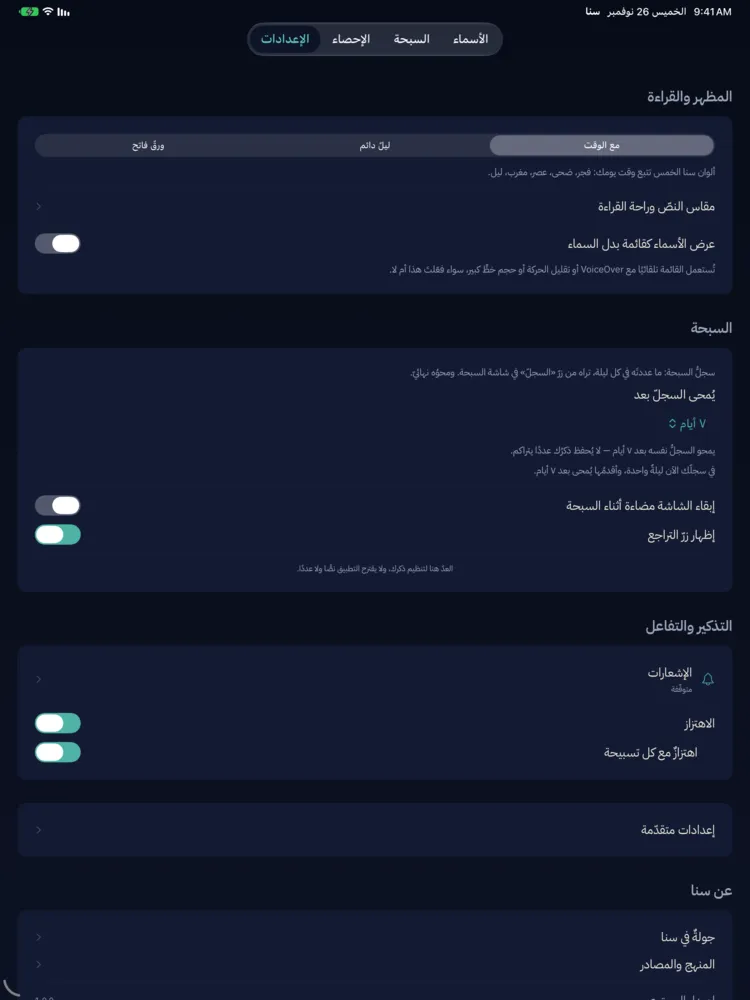 9:41 AM الخميس 26 نوفمبر سنا
الأسماء السبحة الإحصاء الإعدادات
المظهر والقراءة
مع الوقت ليلٌ دائم ورقٌ فاتح
ألوان سنا الخمس تتبع وقت يومك: فجر، ضحى، عصر، مغرب، ليل.
مقاس النصّ وراحة القراءة
عرض الأسماء كقائمة بدل السماء
تُستعمل القائمة تلقائيًا مع VoiceOver أو تقليل الحركة أو حجم خطٍّ كبير، سواء فعّلتَ هذا أم لا.
السبحة
سجلُّ السبحة: ما عددتَه في كل ليلة، تراه من زرّ «السجلّ» في شاشة السبحة. ومحوُه نهائيّ.
يُمحى السجلّ بعد
٧ أيام
يمحو السجلُّ نفسه بعد ٧ أيام — لا يُحفظ ذكرُك عددًا يتراكم.
في سجلّك الآن ليلةٌ واحدة، وأقدمُها يُمحى بعد ٧ أيام.
إبقاء الشاشة مضاءة أثناء السبحة
إظهار زرّ التراجع
العدّ هنا لتنظيم ذكرك، ولا يقترح التطبيق نصًّا ولا عددًا.
التذكير والتفاعل
الإشعارات
متوقّفة
الاهتزاز
اهتزازٌ مع كل تسبيحة
إعدادات متقدّمة
عن سنا
جولةٌ في سنا
المنهج والمصادر